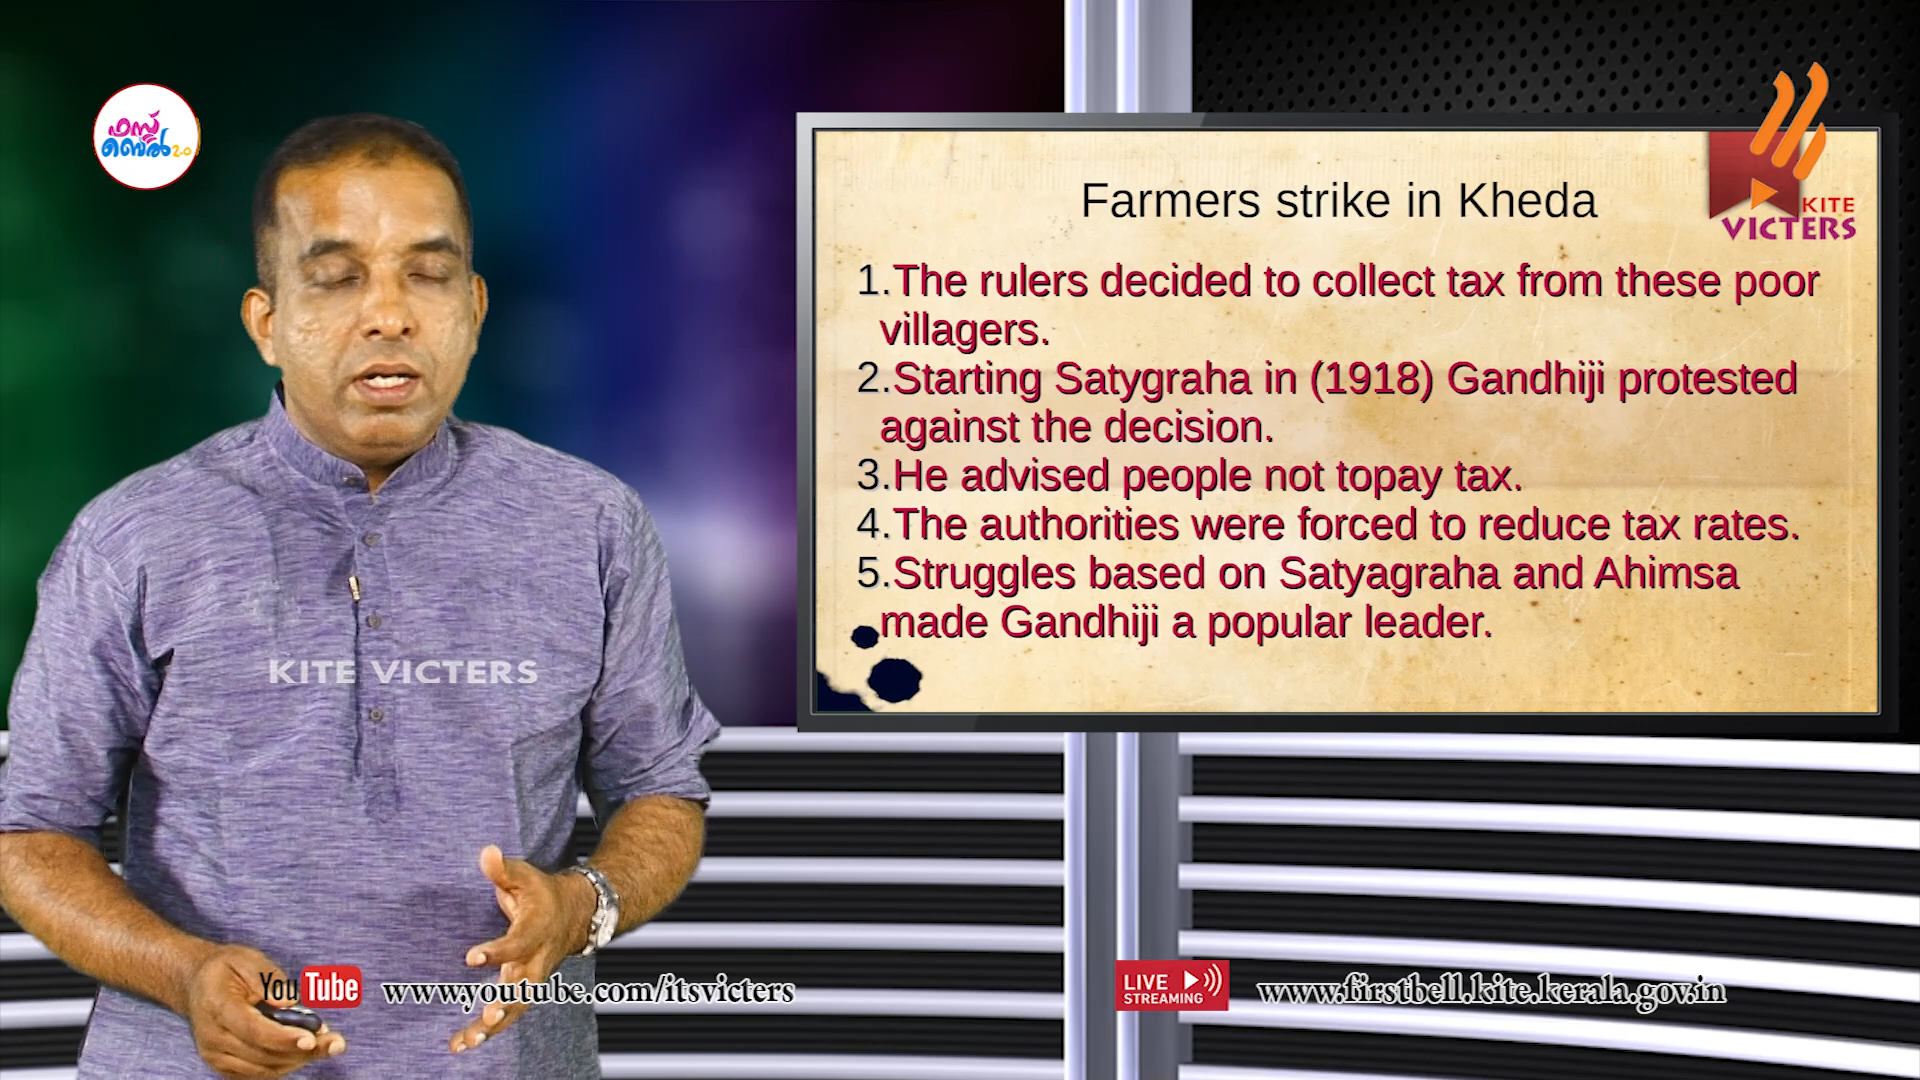 ഫസ്റ്റ്
ബെൽ 2.0
KITE
VICTERS
Farmers strike in Kheda
1.The rulers decided to collect tax from these poor
villagers.
2.Starting Satygraha in (1918) Gandhiji protested
against the decision.
3.He advised people not topay tax.
4.The authorities were forced to reduce tax rates.
5.Struggles based on Satyagraha and Ahimsa
made Gandhiji a popular leader.
KITE VICTERS
YouTube www.youtube.com/itsvicters
LIVE
STREAMING www.firstbell.kite.kerala.gov.in